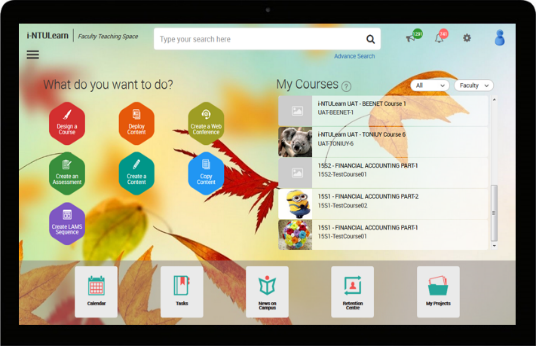 i-NTULearn | Faculty Teaching Space
Type your search here
Advance Search
What do you want to do?
Design a
Course
Deploy
Content
Create a Web
Conference
Create an
Assessment
Create a
Content
Copy
Content
Create LAMS
Sequence
My Courses ?
All
Faculty
i-NTULearn UAT - BEENET Course 1
UAT-BEENET-1
i-NTULearn UAT - TONIUY Course 6
UAT-TONIUY-6
1552 - FINANCIAL ACCOUNTING PART-1
1552-TestCourse01
1551 - FINANCIAL ACCOUNTING PART-2
1551-TestCourse02
1551 - FINANCIAL ACCOUNTING PART-1
1551-TestCourse01
Calendar
Tasks
News on
Campus
Retention
Centre
My Projects